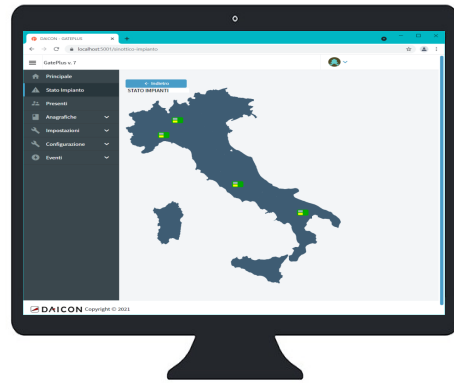 DAICON - GATEPLUS
localhost:5001/sinottico-impianto
GatePlus v. 7
Principale
Stato Impianto
Presenti
Anagrafiche
Impostazioni
Configurazione
Eventi
Indietro
STATO IMPIANTI
DAICON Copyright © 2021